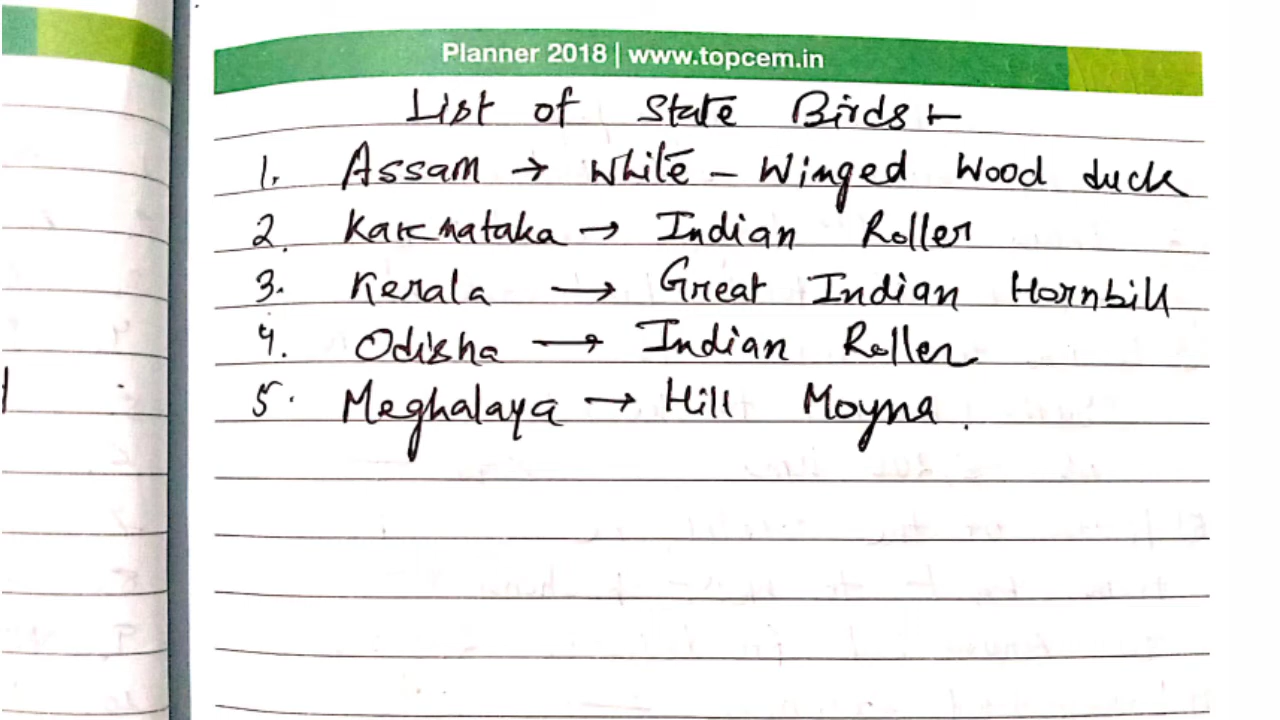 Planner 2018 | www.topcem.in
List of State Birds :-
1. Assam → White - Winged Wood duck
2. Karnataka → Indian Roller
3. Kerala → Great Indian Hornbill
4. Odisha → Indian Roller
5. Meghalaya → Hill Moyna.